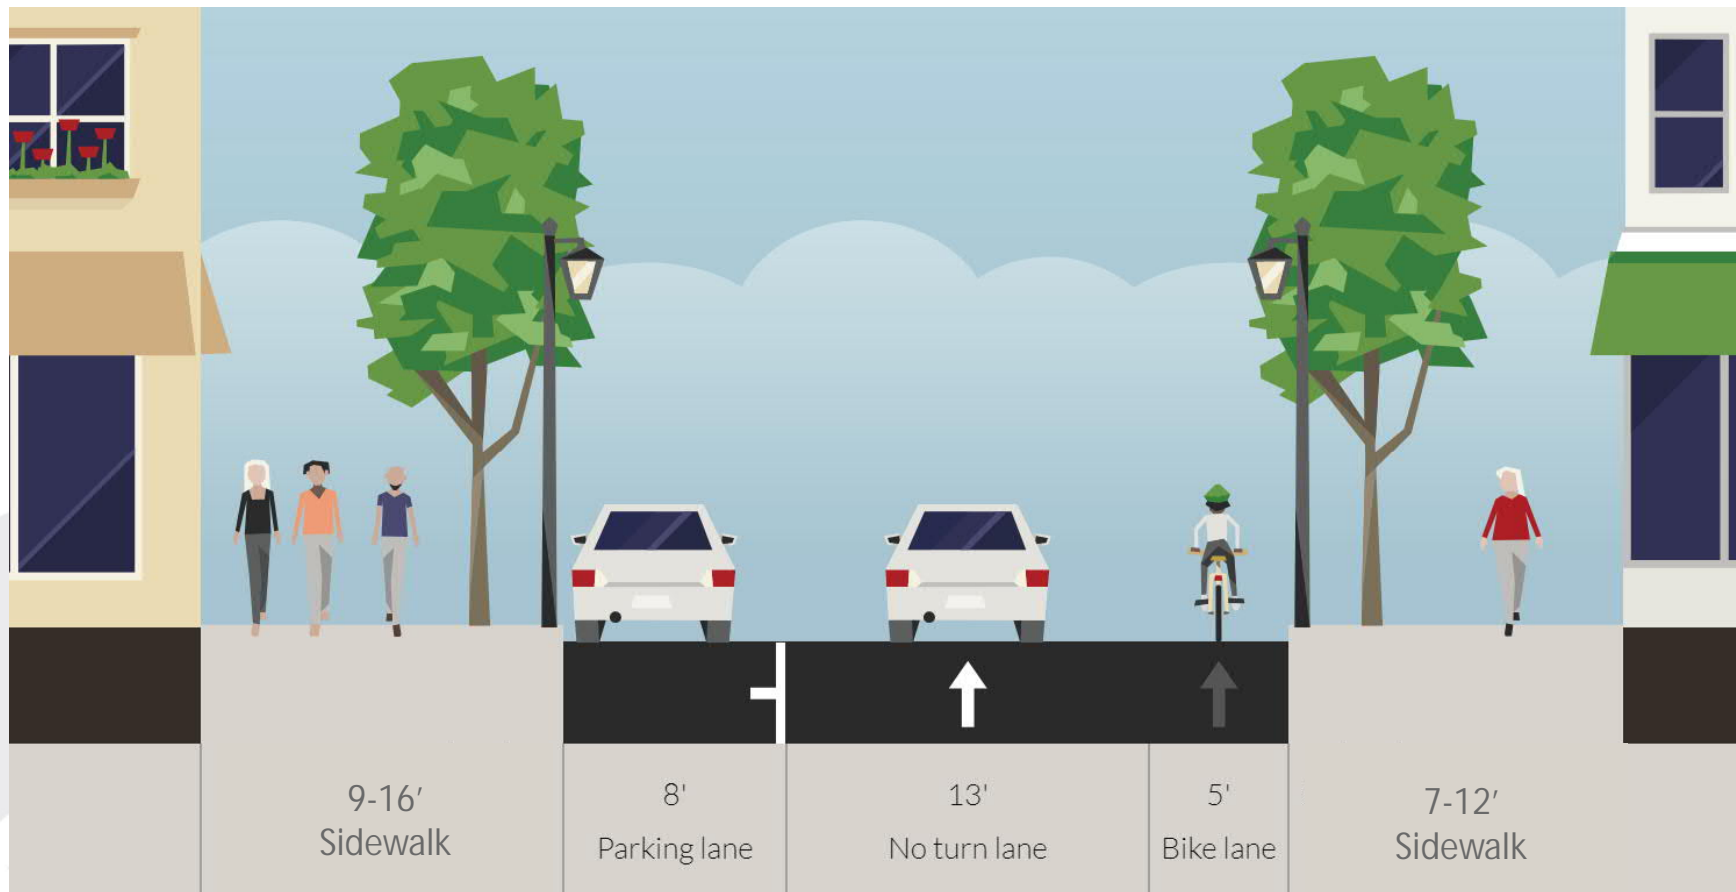 9-16′
Sidewalk
8'
Parking lane
13'
No turn lane
5'
Bike lane
7-12′
Sidewalk